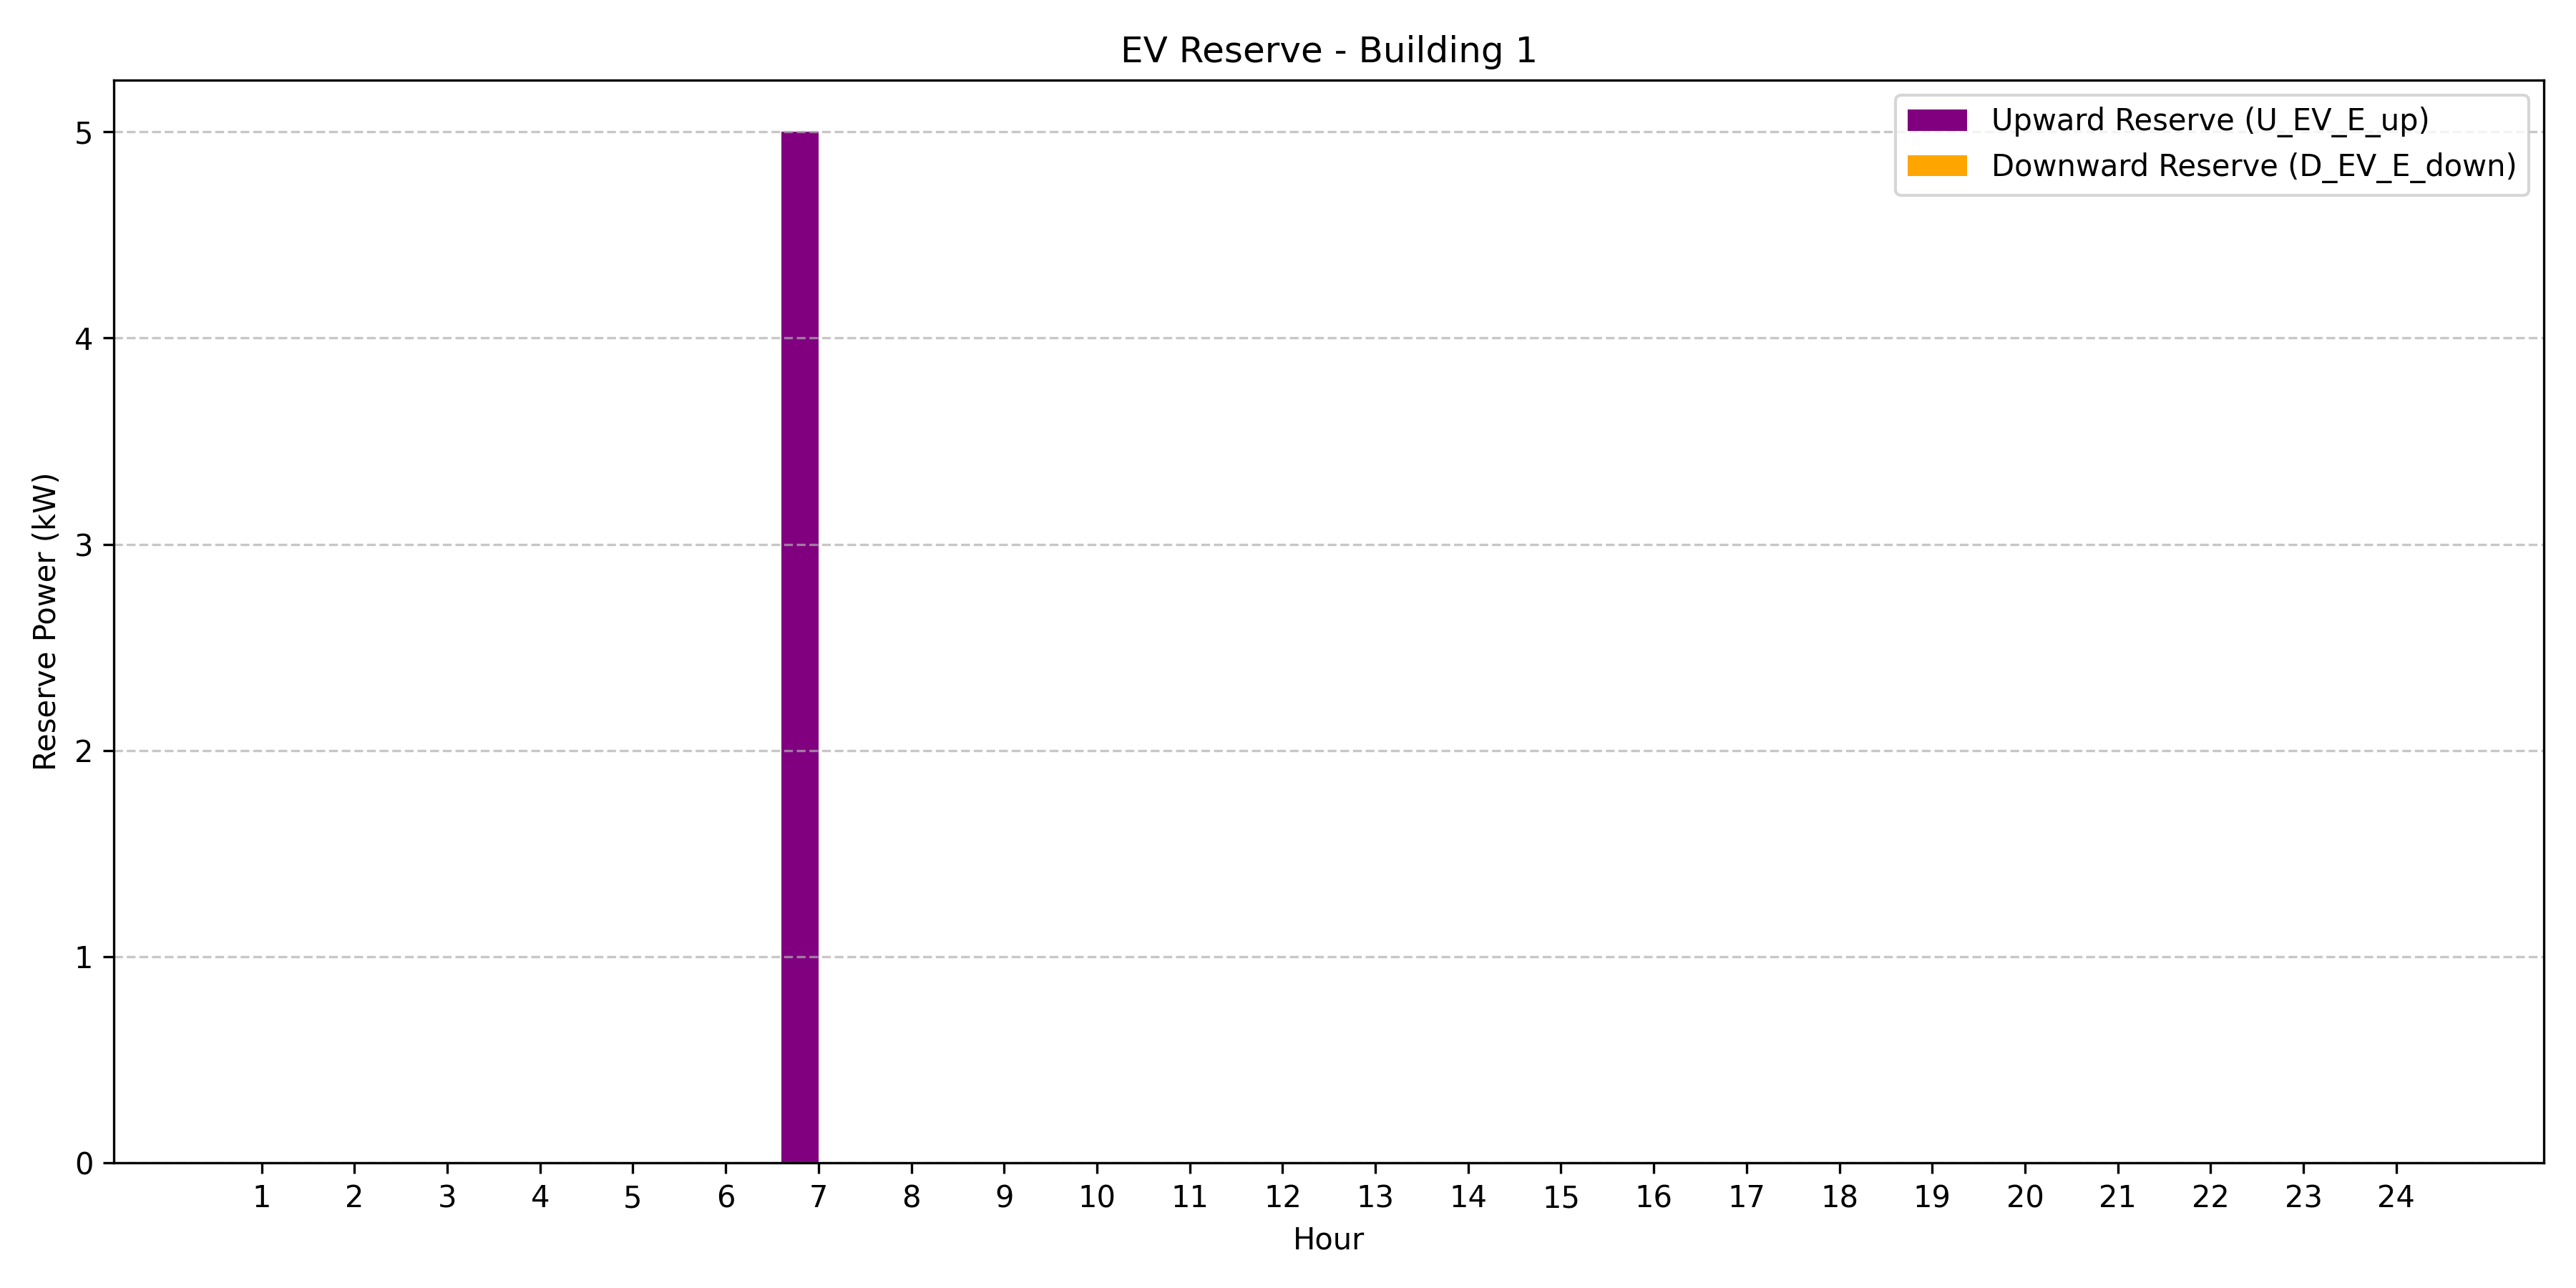 EV Reserve - Building 1
Upward Reserve (U_EV_E_up)
Downward Reserve (D_EV_E_down)
Reserve Power (kW)
5
4
3
2
1
0
1 2 3 4 5 6 7 8 9 10 11 12 13 14 15 16 17 18 19 20 21 22 23 24
Hour